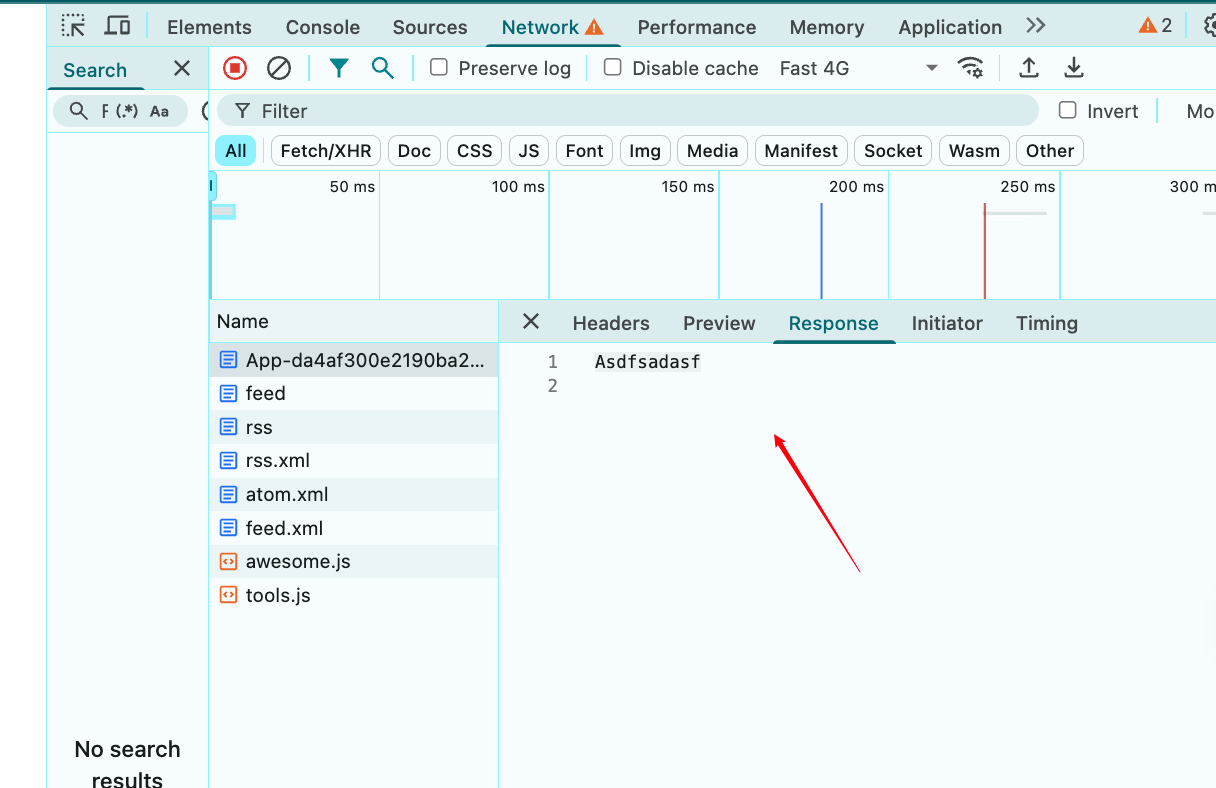 Elements Console Sources Network Performance Memory Application 2
Search Preserve log Disable cache Fast 4G
(.*) Aa Filter Invert Mo
All Fetch/XHR Doc CSS JS Font Img Media Manifest Socket Wasm Other
50 ms 100 ms 150 ms 200 ms 250 ms 300 m
Name Headers Preview Response Initiator Timing
App-da4af300e2190ba2...
1 Asdfsadasf
2
feed
rss
rss.xml
atom.xml
feed.xml
awesome.js
tools.js
No search
results